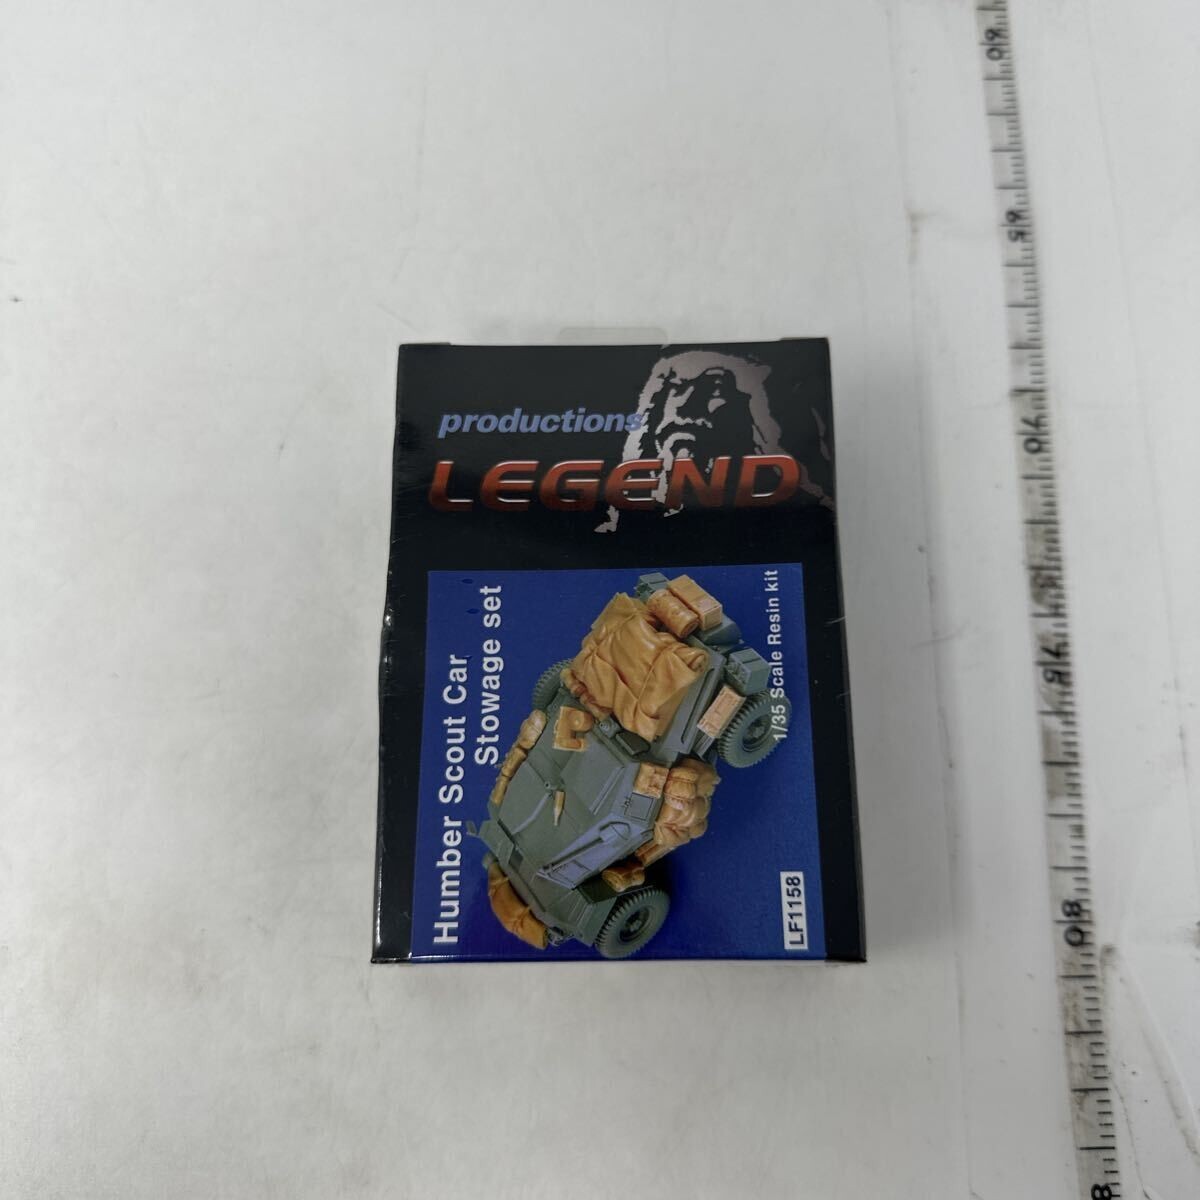 productions
LEGEND
Humber Scout Car
Stowage set
1/35 Scale Resin kit
LF1158